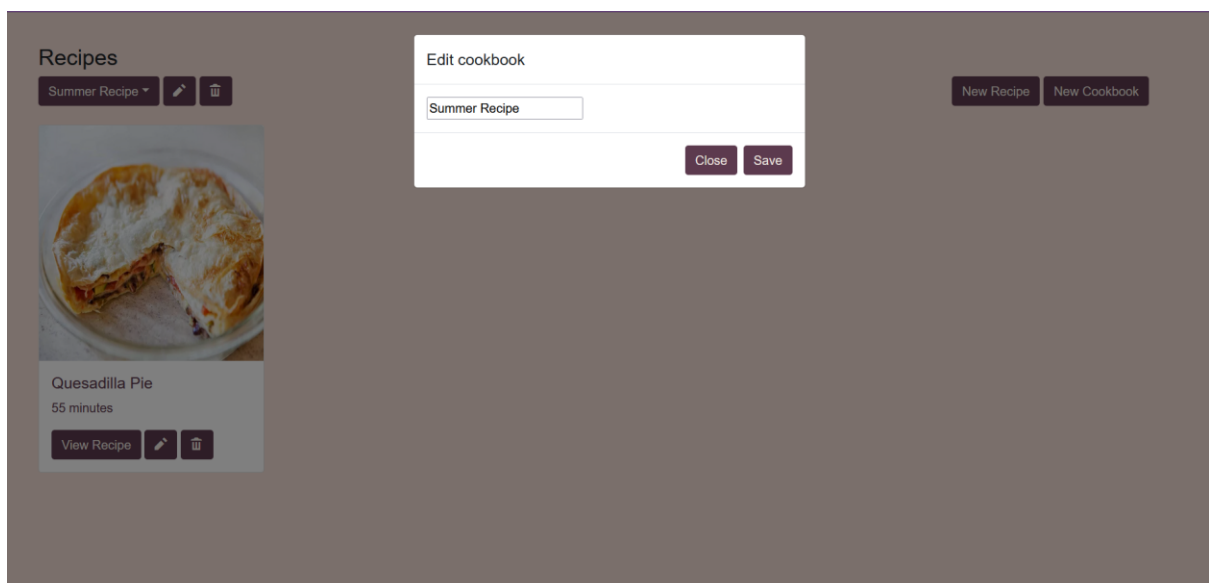 Recipes
Edit cookbook
Summer Recipe
New Recipe New Cookbook
Summer Recipe
Close Save
Quesadilla Pie
55 minutes
View Recipe